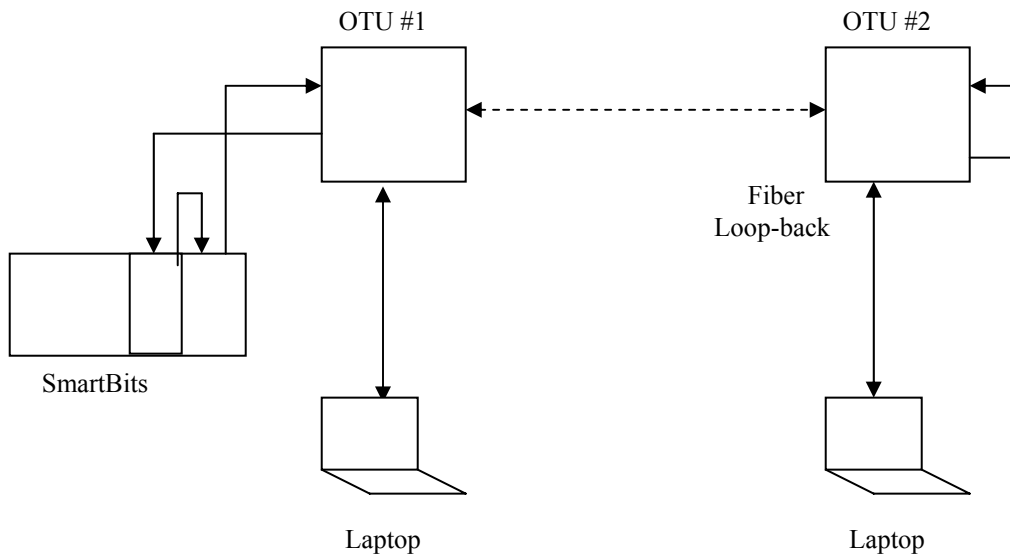 OTU #1
OTU #2
Fiber
Loop-back
SmartBits
Laptop
Laptop